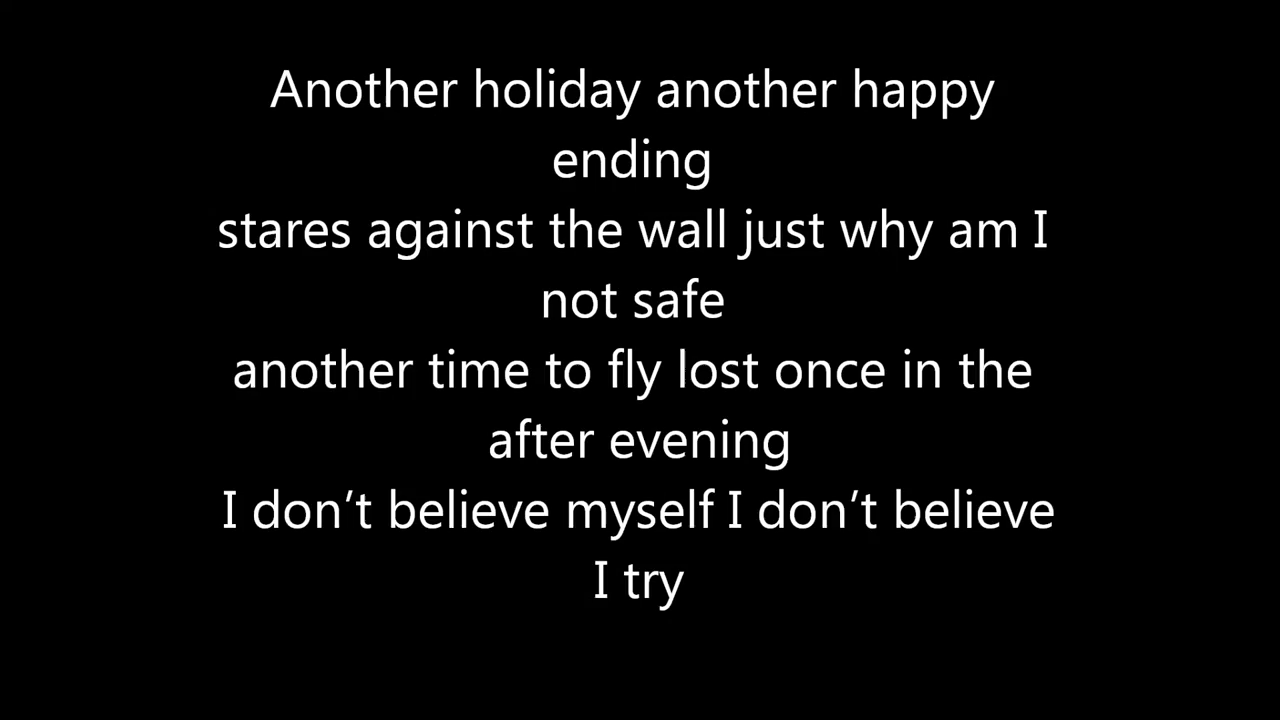 Another holiday another happy
ending
stares against the wall just why am I
not safe
another time to fly lost once in the
after evening
I don’t believe myself I don’t believe
I try